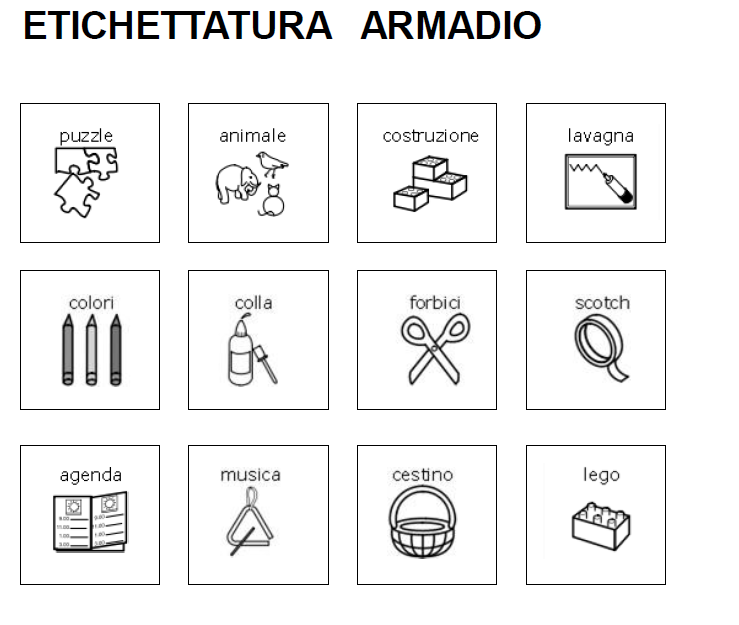 ETICHETTATURA ARMADIO
puzzle animale costruzione lavagna
colori colla forbici scotch
agenda musica cestino lego